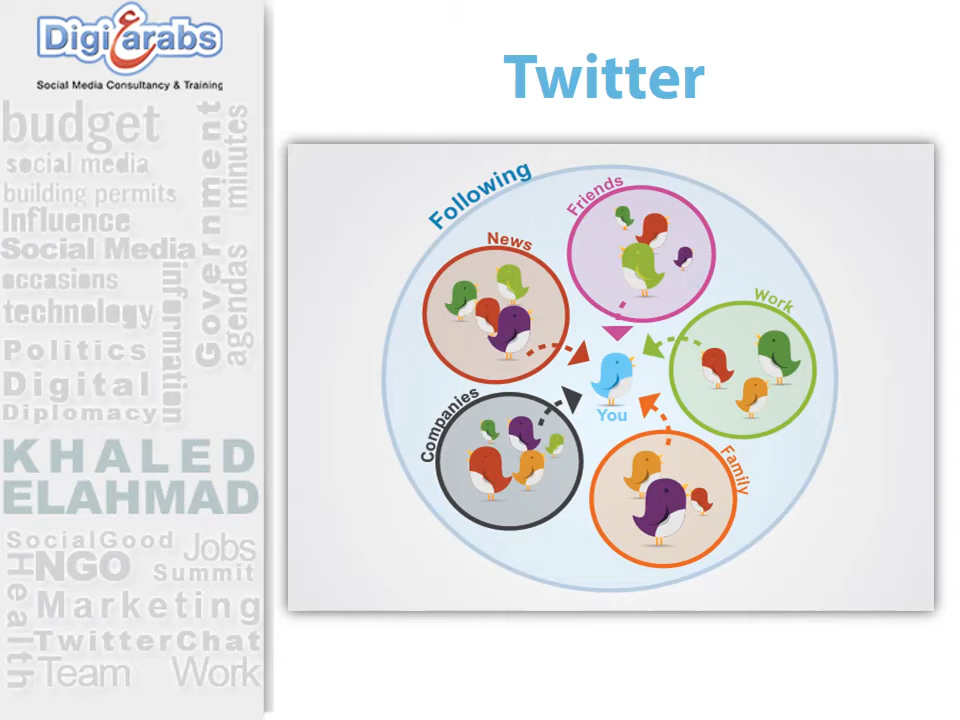 Digi عarabs
Social Media Consultancy & Training
budget
social media
building permits
Influence
Social Media
occasions
technology
Politics
Digital
Diplomacy
Government
minutes
information
agendas
KHALED
ELAHMAD
SocialGood
Jobs
NGO
Summit
Health
Marketing
TwitterChat
Team Work
Twitter
Following
Friends
News
Work
You
Companies
Family